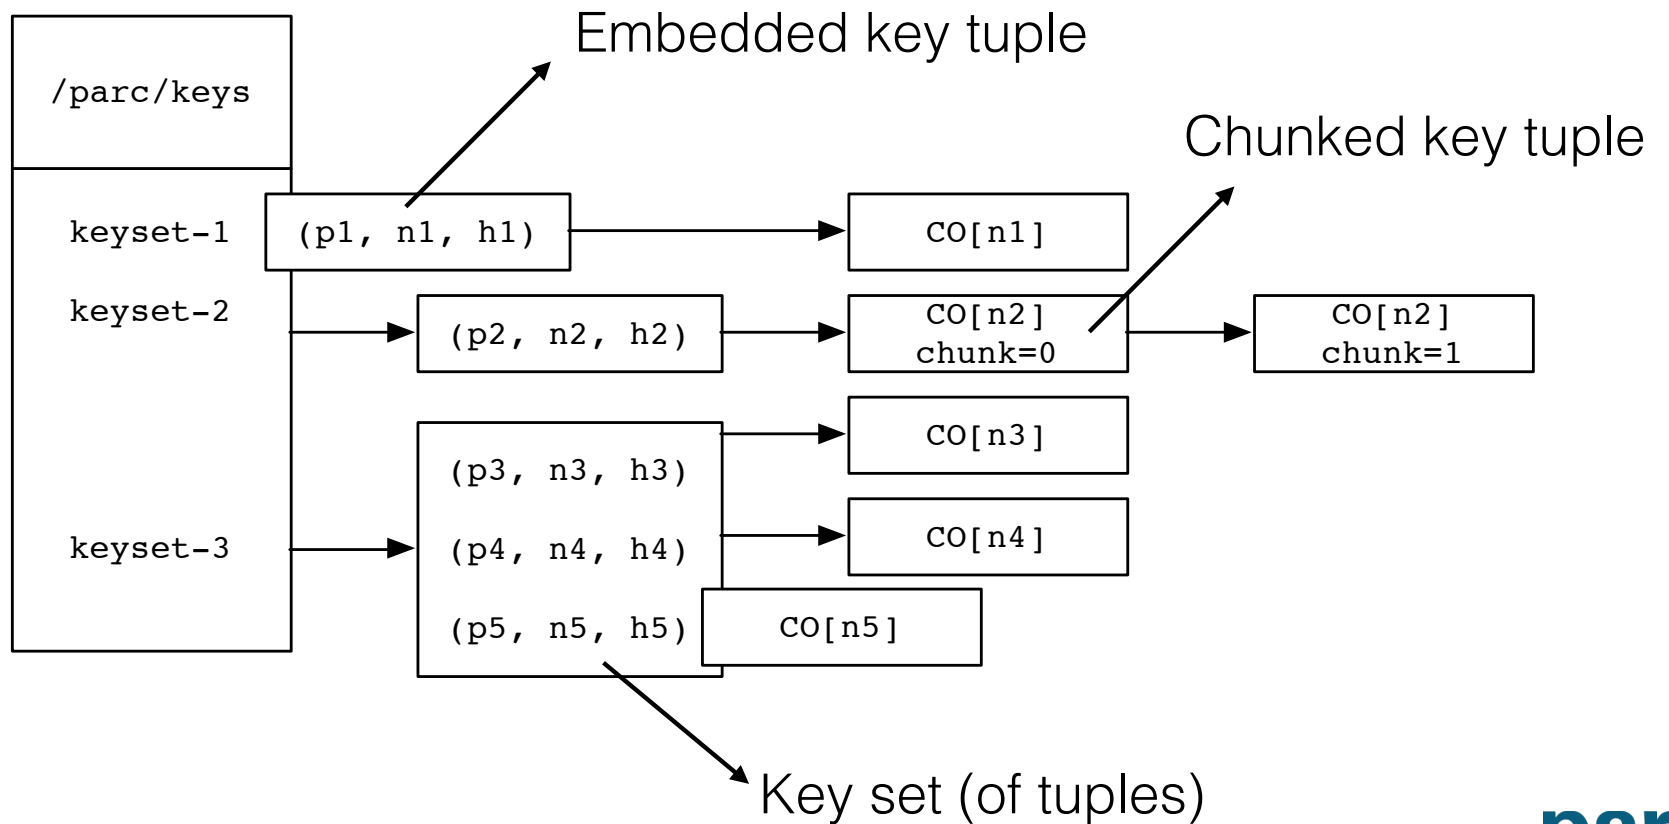 Embedded key tuple
/parc/keys
Chunked key tuple
keyset-1
(p1, n1, h1)
CO[n1]
keyset-2
(p2, n2, h2)
CO[n2]
chunk=0
CO[n2]
chunk=1
CO[n3]
(p3, n3, h3)
keyset-3
(p4, n4, h4)
CO[n4]
(p5, n5, h5)
CO[n5]
Key set (of tuples)